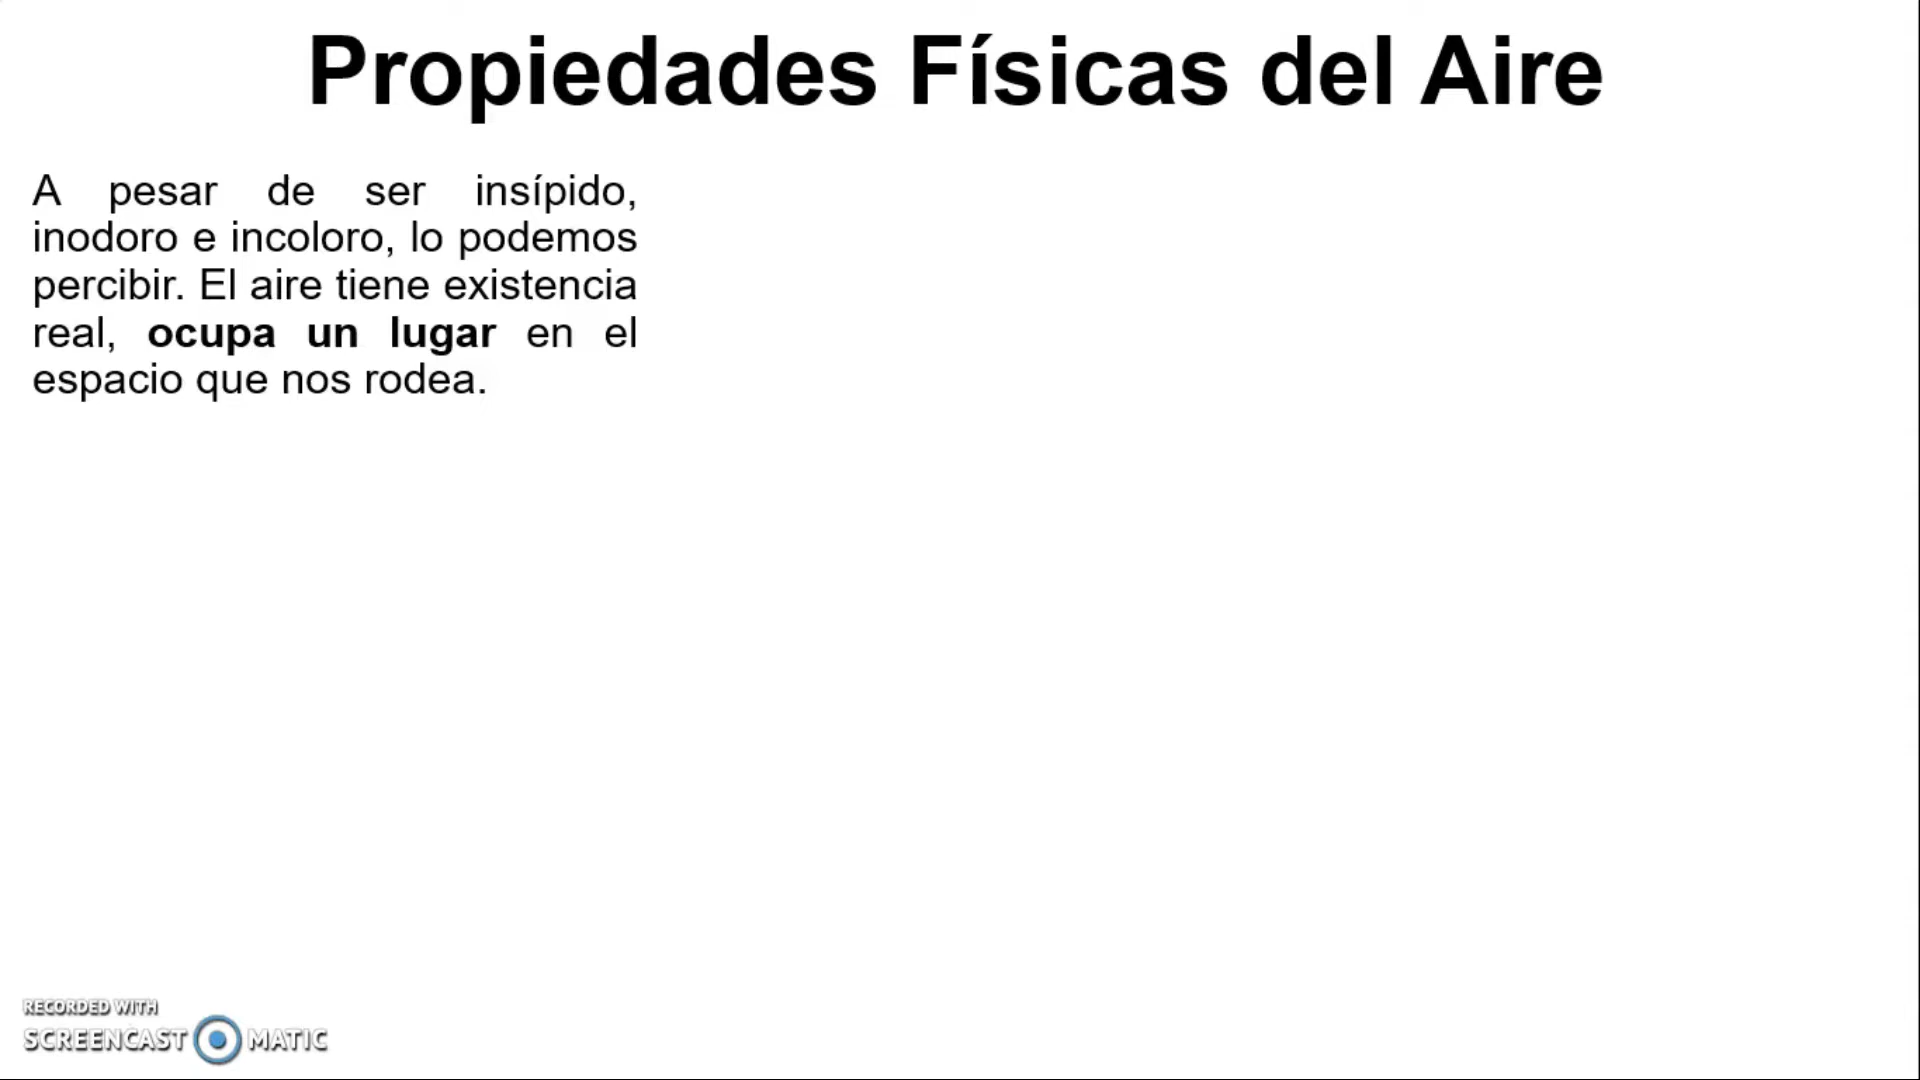 Propiedades Físicas del Aire
A pesar de ser insípido,
inodoro e incoloro, lo podemos
percibir. El aire tiene existencia
real, ocupa un lugar en el
espacio que nos rodea.
RECORDED WITH
SCREENCAST MATIC